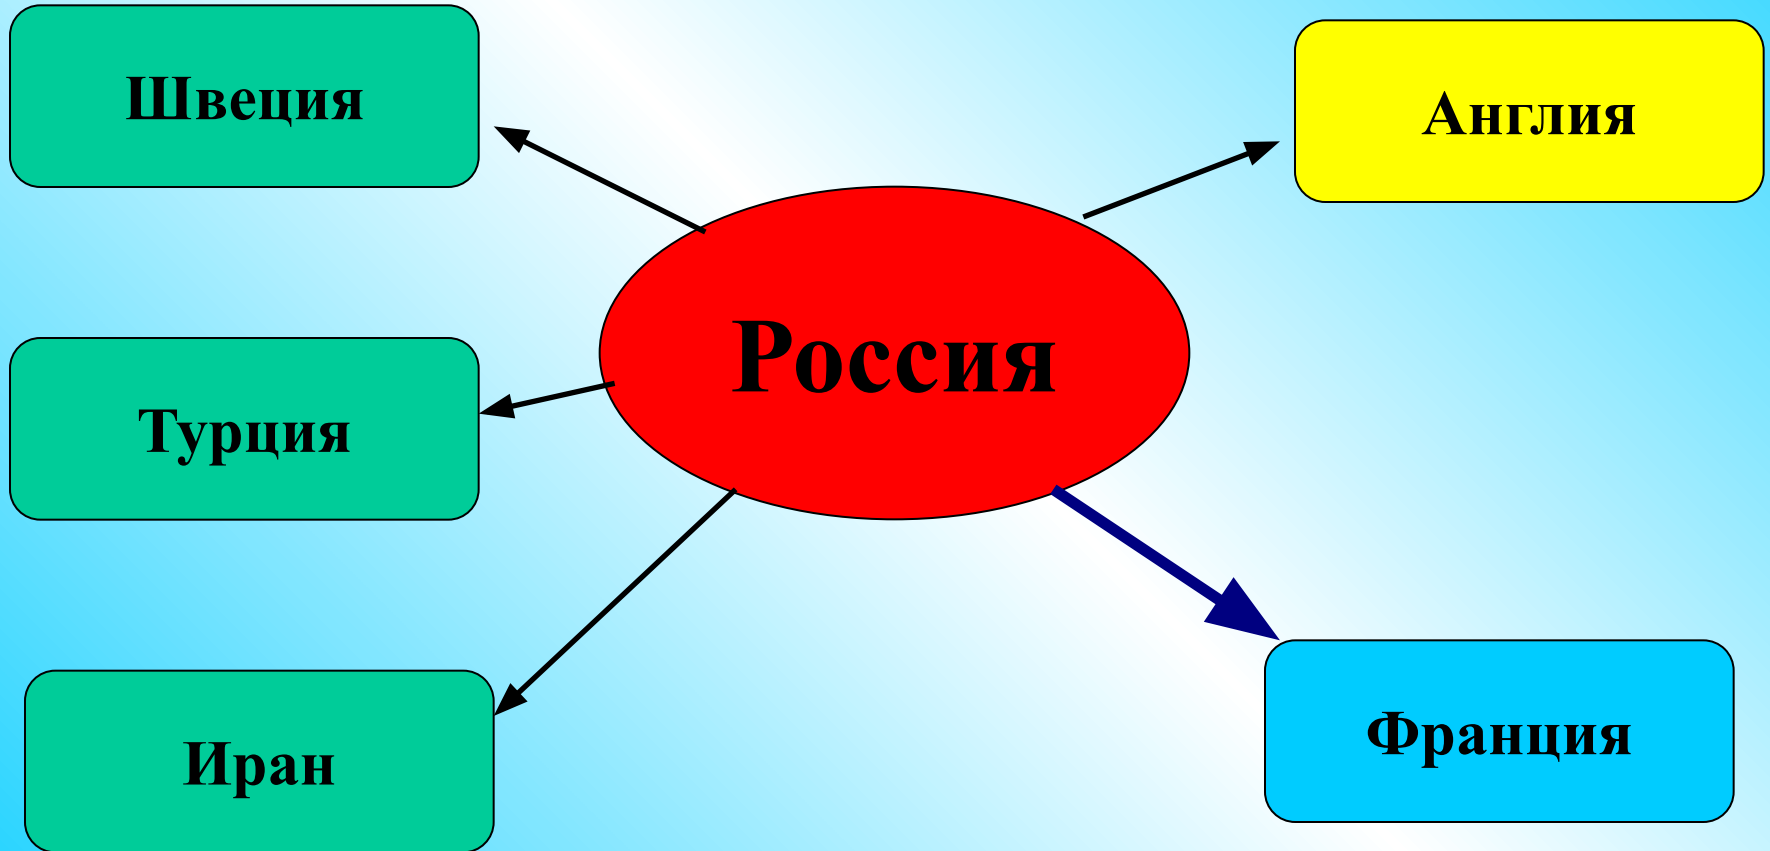 Швеция
Англия
Россия
Турция
Иран
Франция